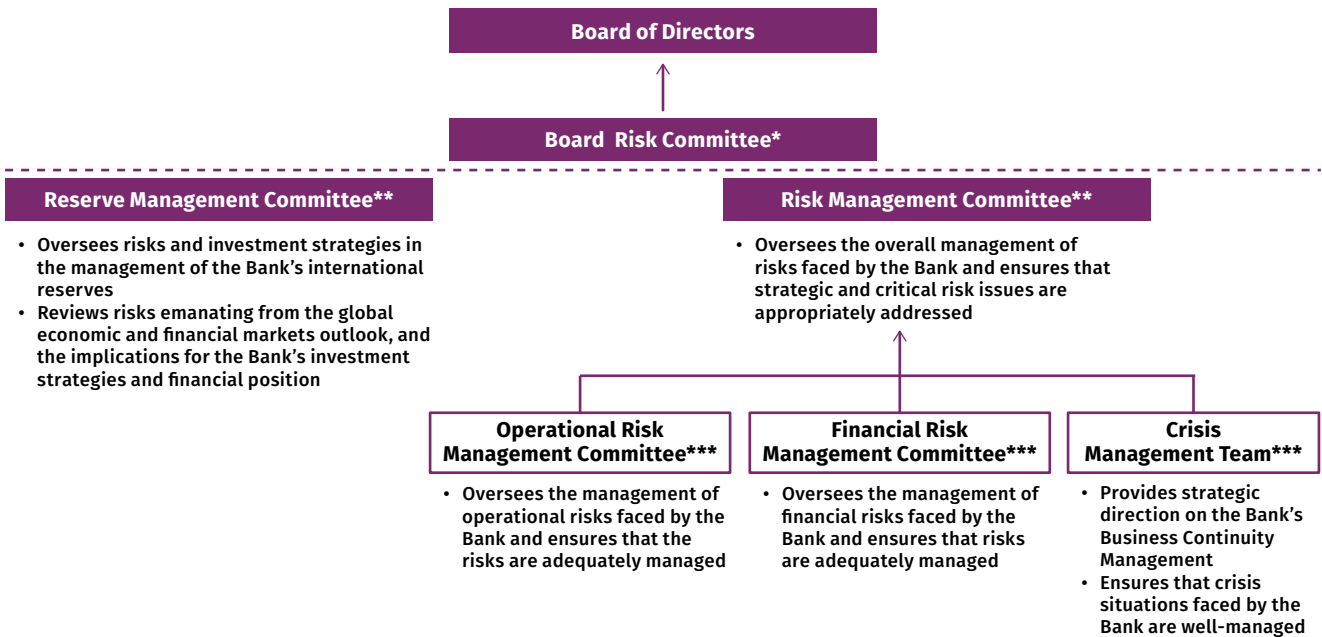 Board of Directors
Board Risk Committee*
Reserve Management Committee**
• Oversees risks and investment strategies in
the management of the Bank's international
reserves
• Reviews risks emanating from the global
economic and financial markets outlook, and
the implications for the Bank's investment
strategies and financial position
Risk Management Committee**
• Oversees the overall management of
risks faced by the Bank and ensures that
strategic and critical risk issues are
appropriately addressed
Operational Risk
Management Committee***
• Oversees the management of
operational risks faced by the
Bank and ensures that the
risks are adequately managed
Financial Risk
Management Committee***
• Oversees the management of
financial risks faced by the
Bank and ensures that risks
are adequately managed
Crisis
Management Team***
• Provides strategic
direction on the Bank's
Business Continuity
Management
• Ensures that crisis
situations faced by the
Bank are well-managed